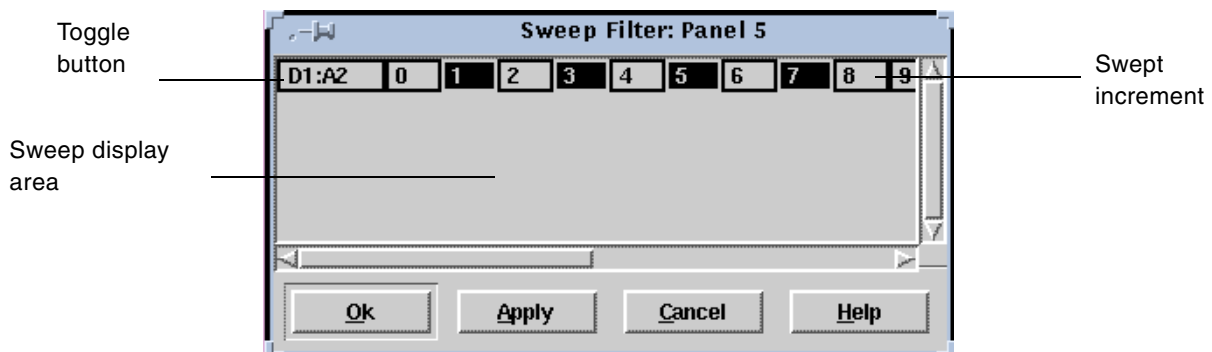 Toggle
button
Sweep Filter: Panel 5
D1:A2 0 1 2 3 4 5 6 7 8 9
Swept
increment
Sweep display
area
Ok Apply Cancel Help